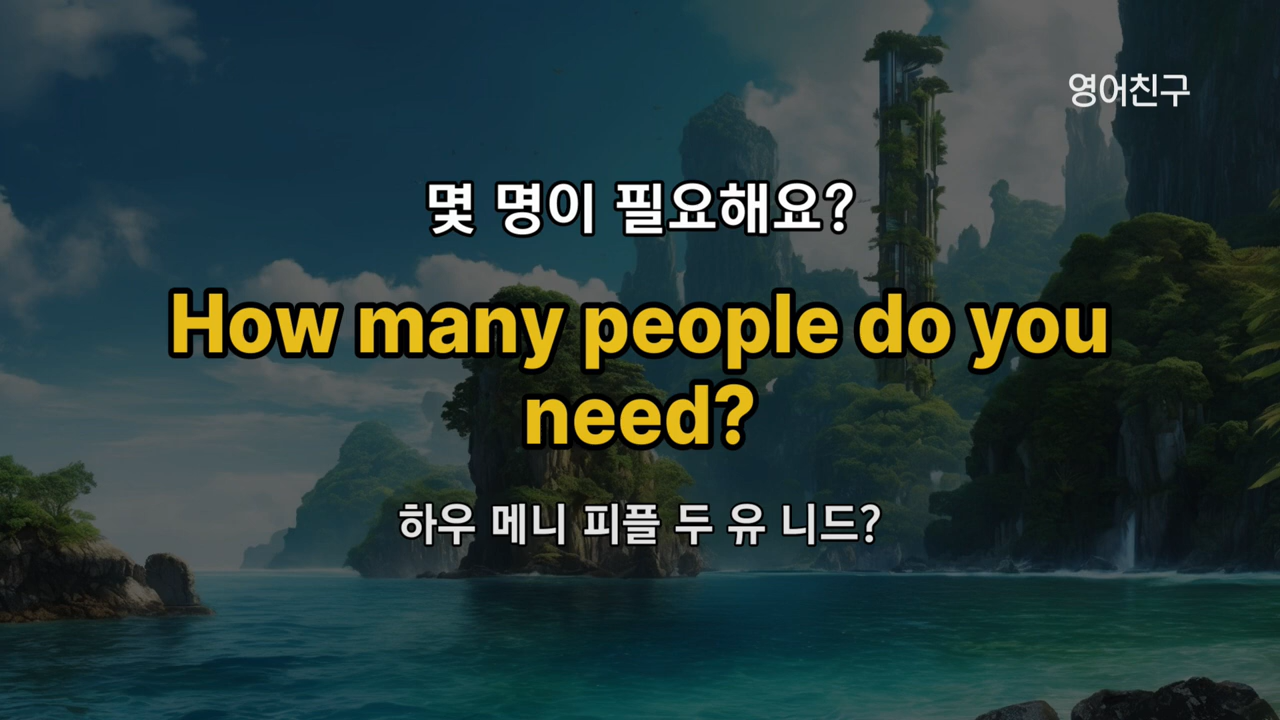 영어친구
몇 명이 필요해요?
How many people do you
need?
하우 메니 피플 두 유 니드?